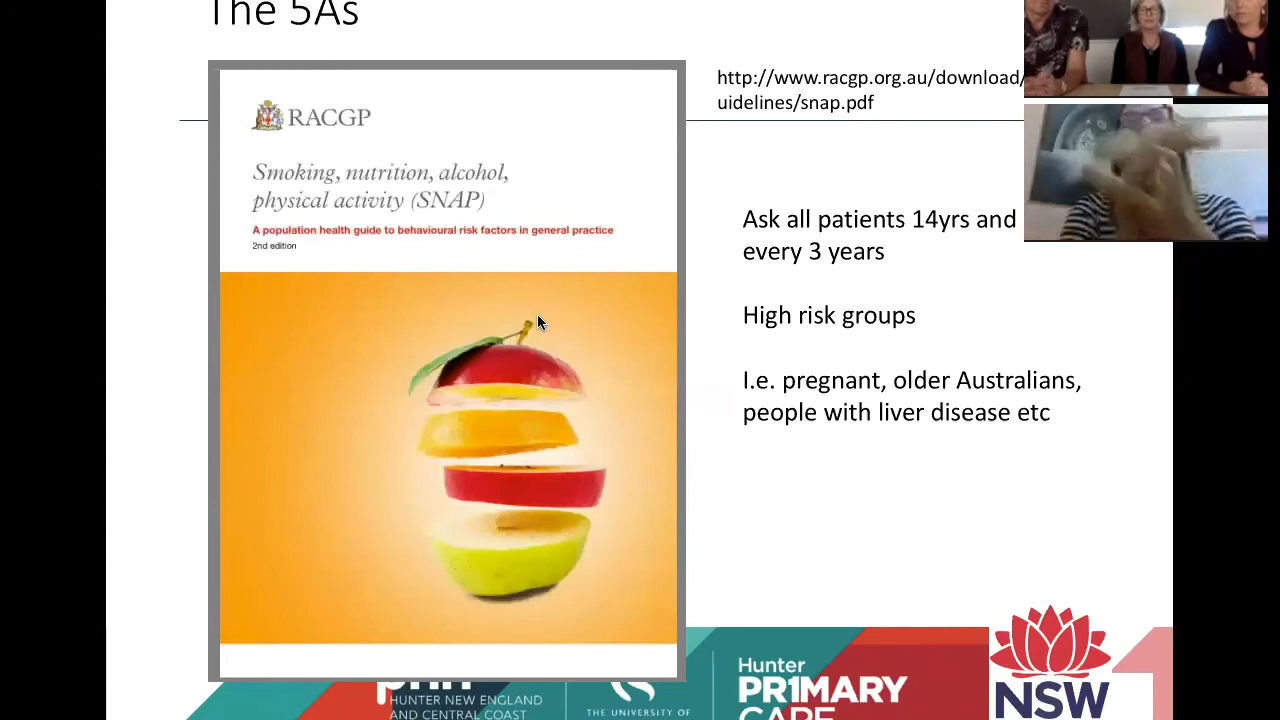 The 5As
RACGP
Smoking, nutrition, alcohol,
physical activity (SNAP)
A population health guide to behavioural risk factors in general practice
2nd edition
http://www.racgp.org.au/download/
uidelines/snap.pdf
Ask all patients 14yrs and
every 3 years
High risk groups
I.e. pregnant, older Australians,
people with liver disease etc
phn
HUNTER NEW ENGLAND
AND CENTRAL COAST
THE UNIVERSITY OF
Hunter
PR1MARY
CARE
NSW